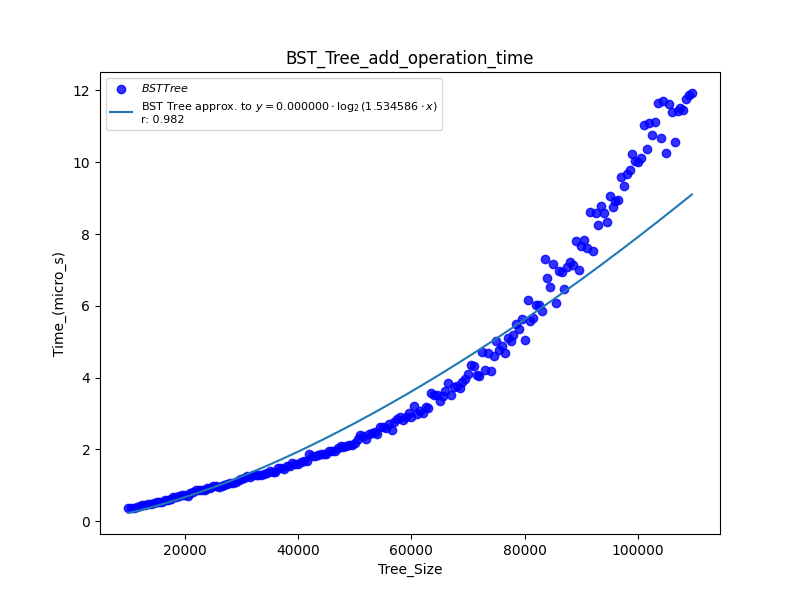 BST_Tree_add_operation_time
BSTTree
BST Tree approx. to y = 0.000000 · log₂(1.534586 · x)
r: 0.982
12
10
8
6
4
2
0
Time_(micro_s)
20000 40000 60000 80000 100000
Tree_Size